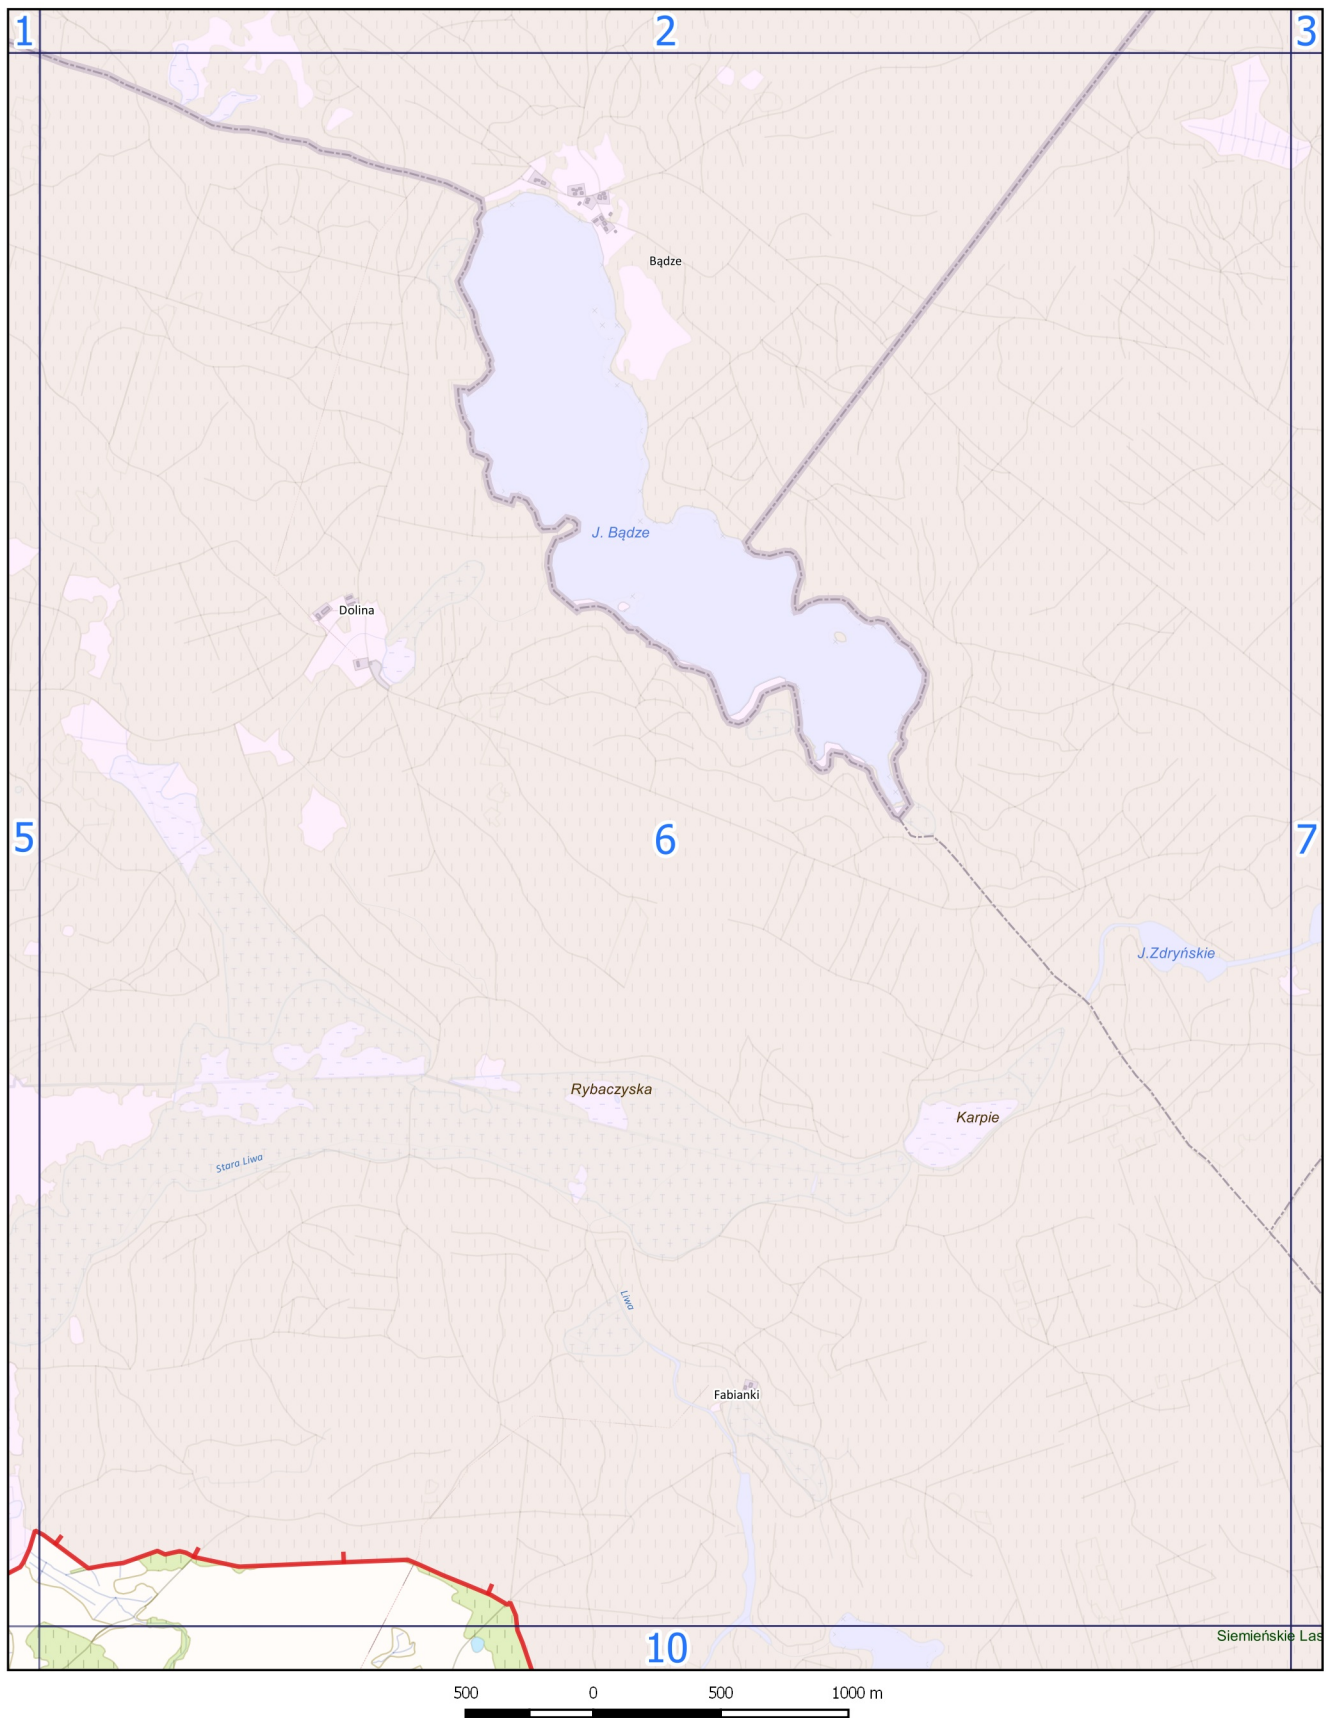 1
2
3
Bądze
J. Bądze
Dolina
5
6
7
J.Zdryńskie
Rybaczyska
Karpie
Stara Liwa
Liwa
Fabianki
10
Siemieńskie Las
500 0 500 1000 m